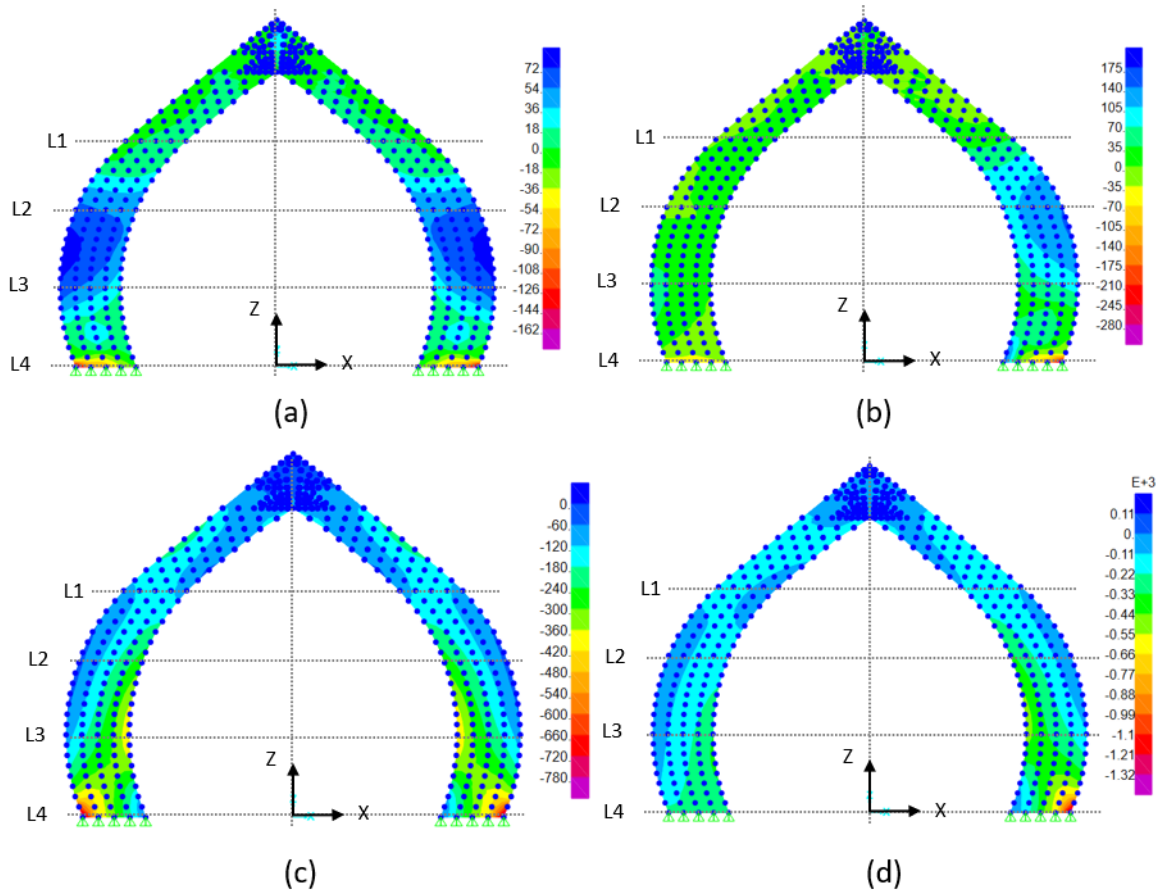 L1
L2
L3
L4
Z
X
72.
54.
36.
18.
0.
-18.
-36.
-54.
-72.
-90.
-108.
-126.
-144.
-162.
(a)
L1
L2
L3
L4
Z
X
175.
140.
105.
70.
35.
0.
-35.
-70.
-105.
-140.
-175.
-210.
-245.
-280.
(b)
L1
L2
L3
L4
Z
X
0.
-60.
-120.
-180.
-240.
-300.
-360.
-420.
-480.
-540.
-600.
-660.
-720.
-780.
(c)
L1
L2
L3
L4
Z
X
E+3
0.11
0.
-0.11
-0.22
-0.33
-0.44
-0.55
-0.66
-0.77
-0.88
-0.99
-1.1
-1.21
-1.32
(d)